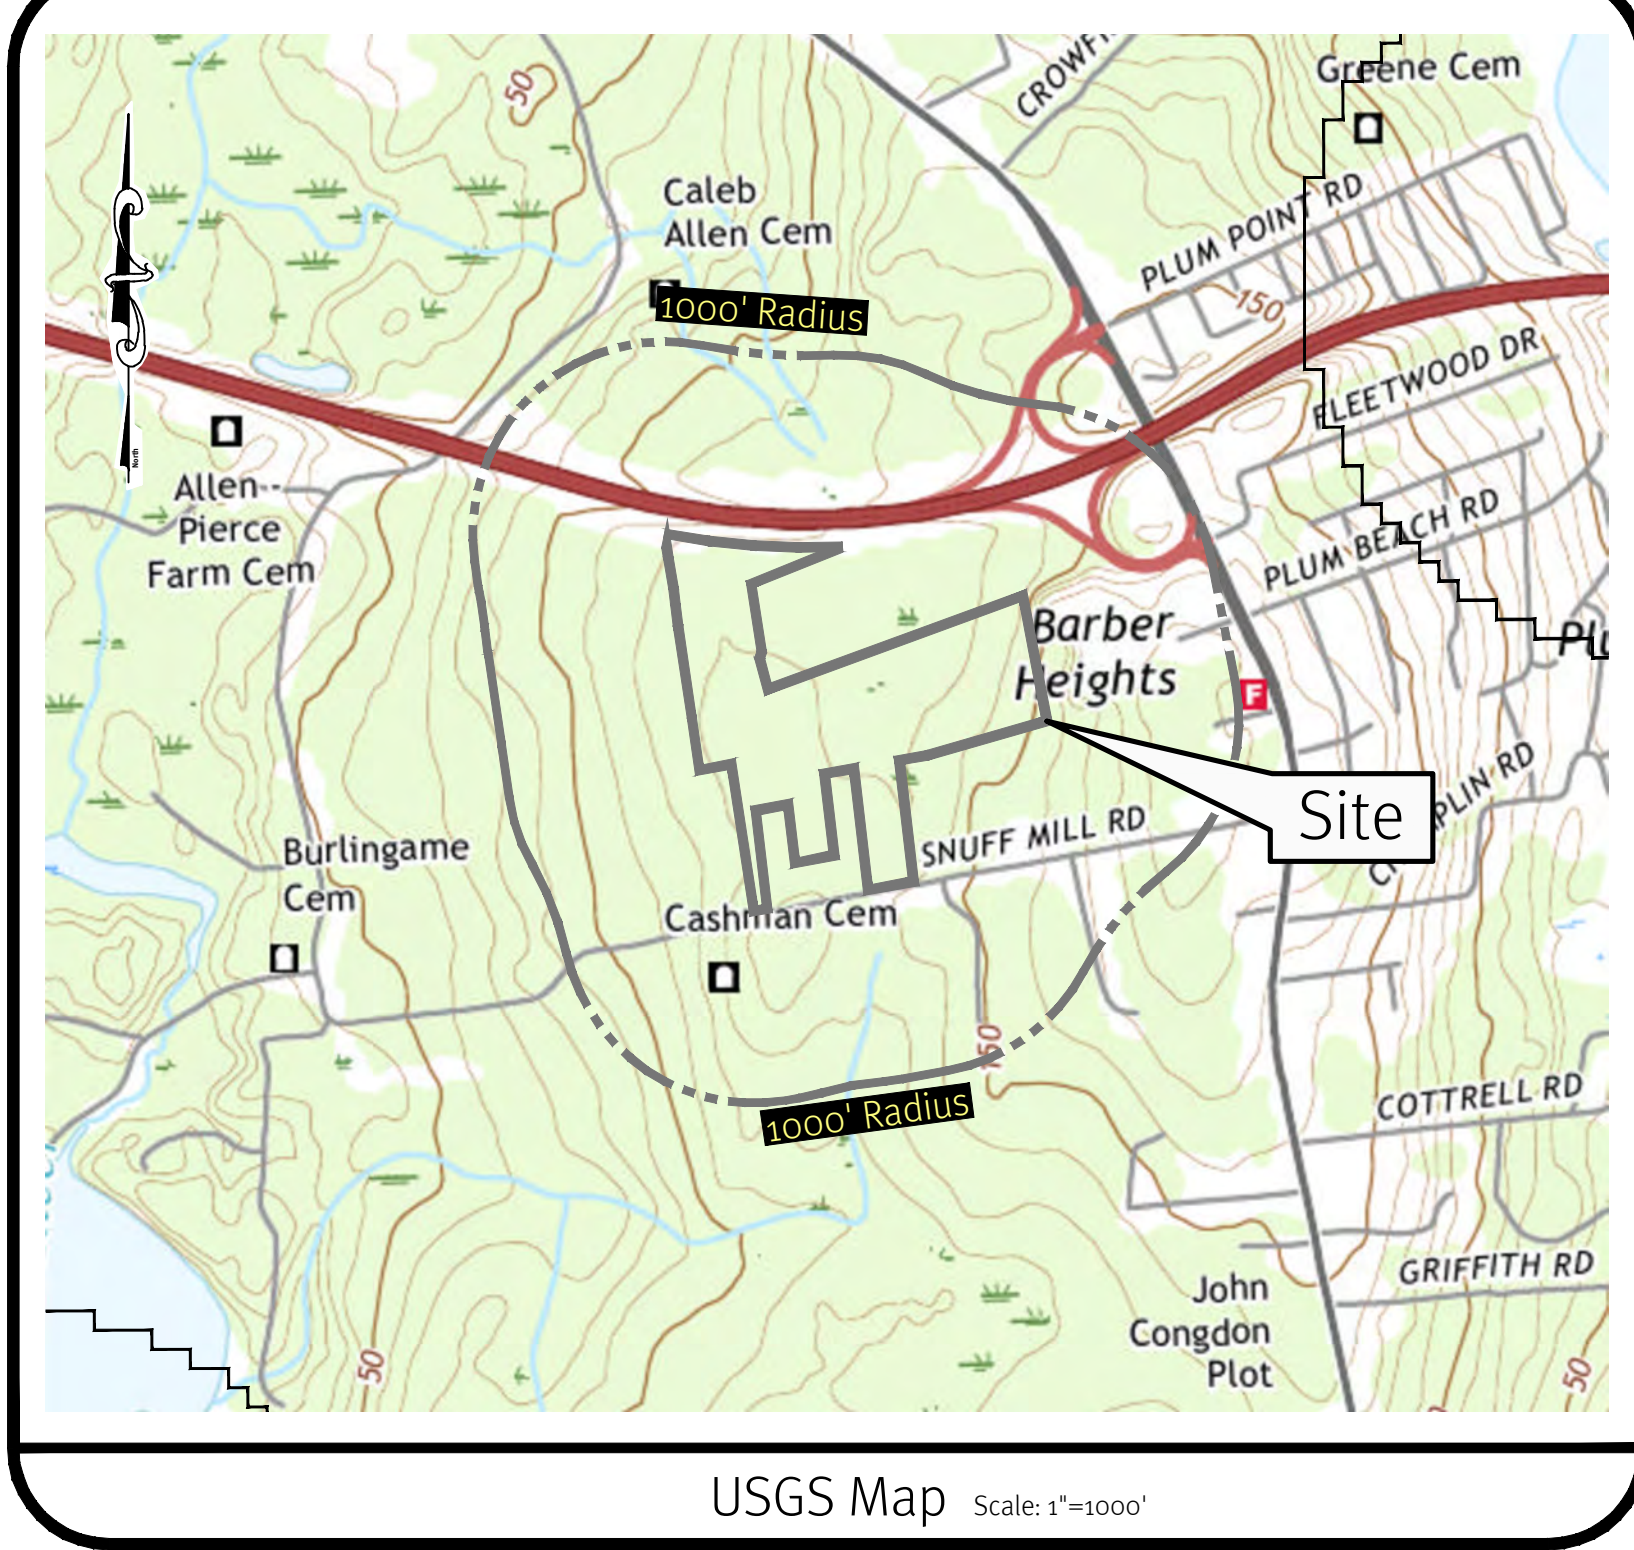 Greene Cem
50
Caleb
Allen Cem
PLUM POINT RD
1000' Radius
150
FLEETWOOD DR
North
Allen
Pierce
Farm Cem
PLUM BEACH RD
Barber
Heights
F
Site
SNUFF MILL RD
Burlingame
Cem
Cashman Cem
150
1000' Radius
COTTRELL RD
GRIFFITH RD
John
Congdon
Plot
50
50
USGS Map Scale: 1"=1000'